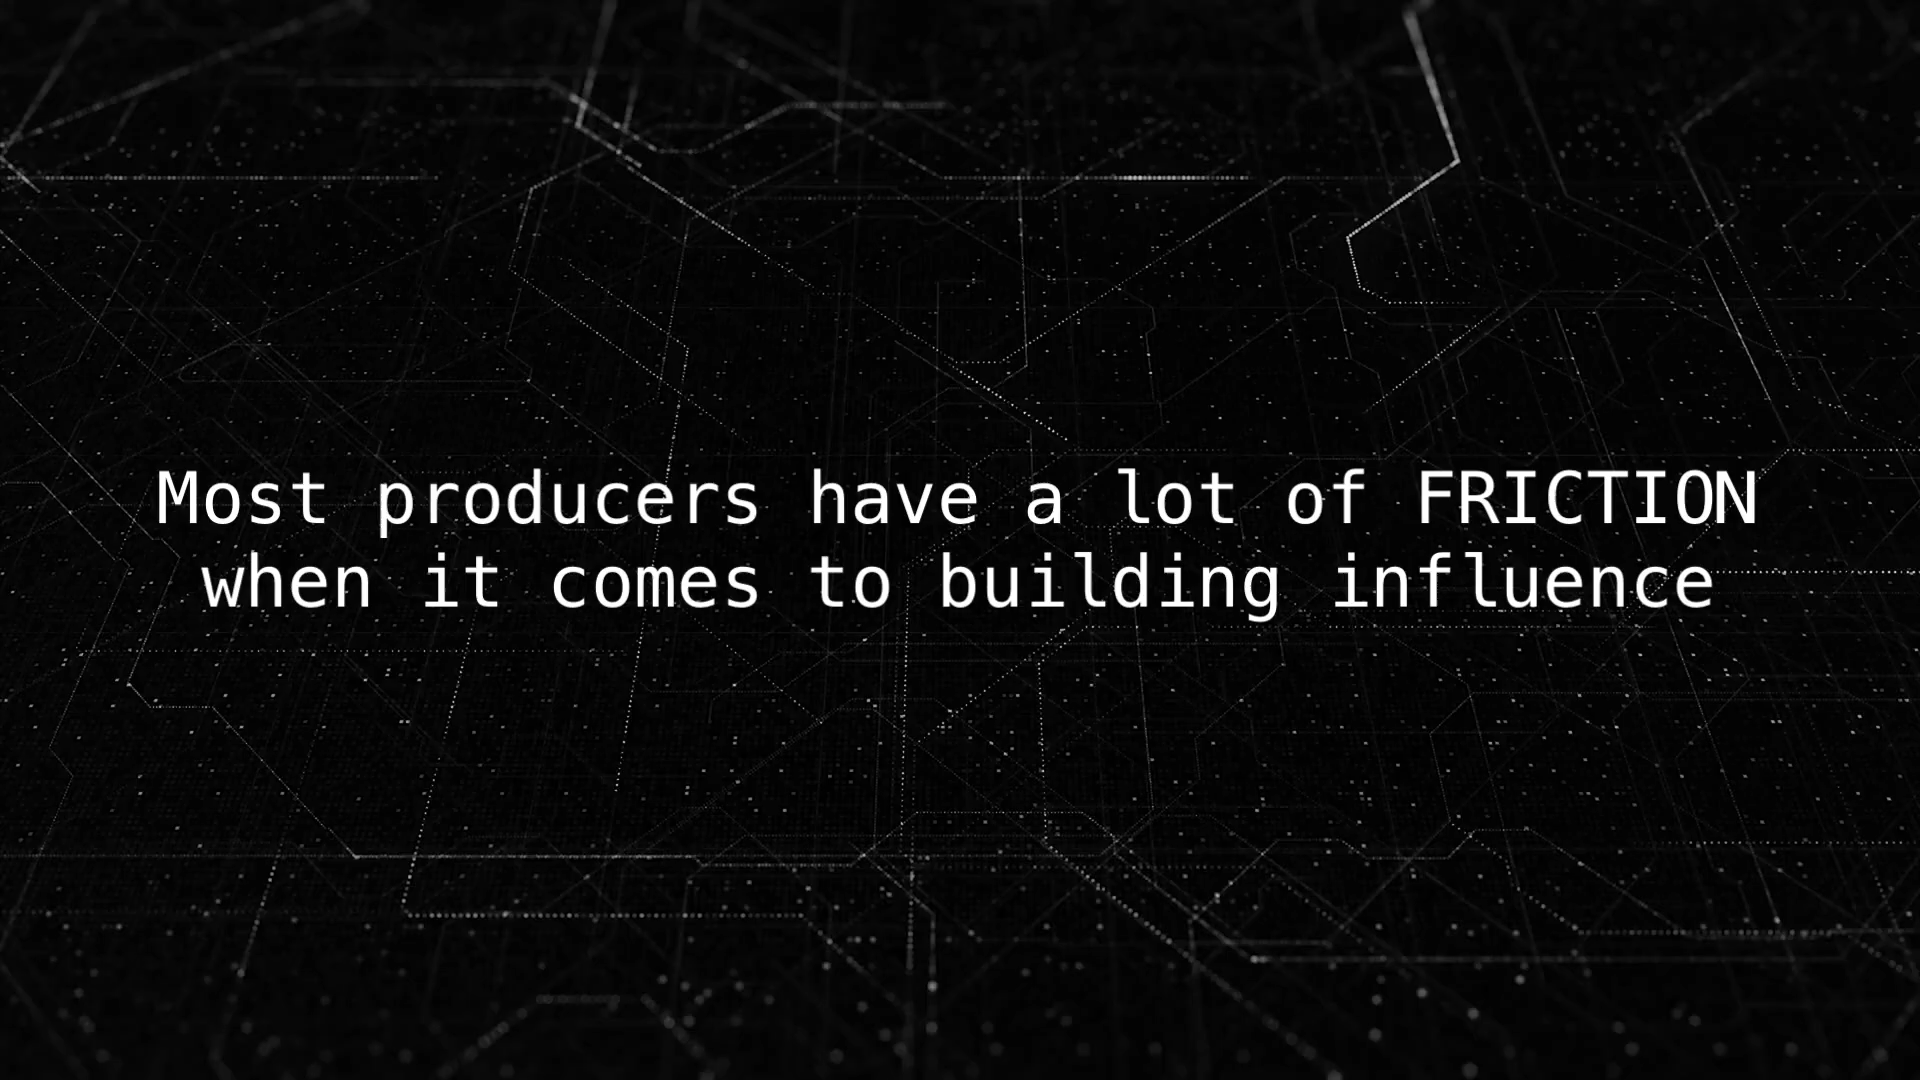 Most producers have a lot of FRICTION
when it comes to building influence